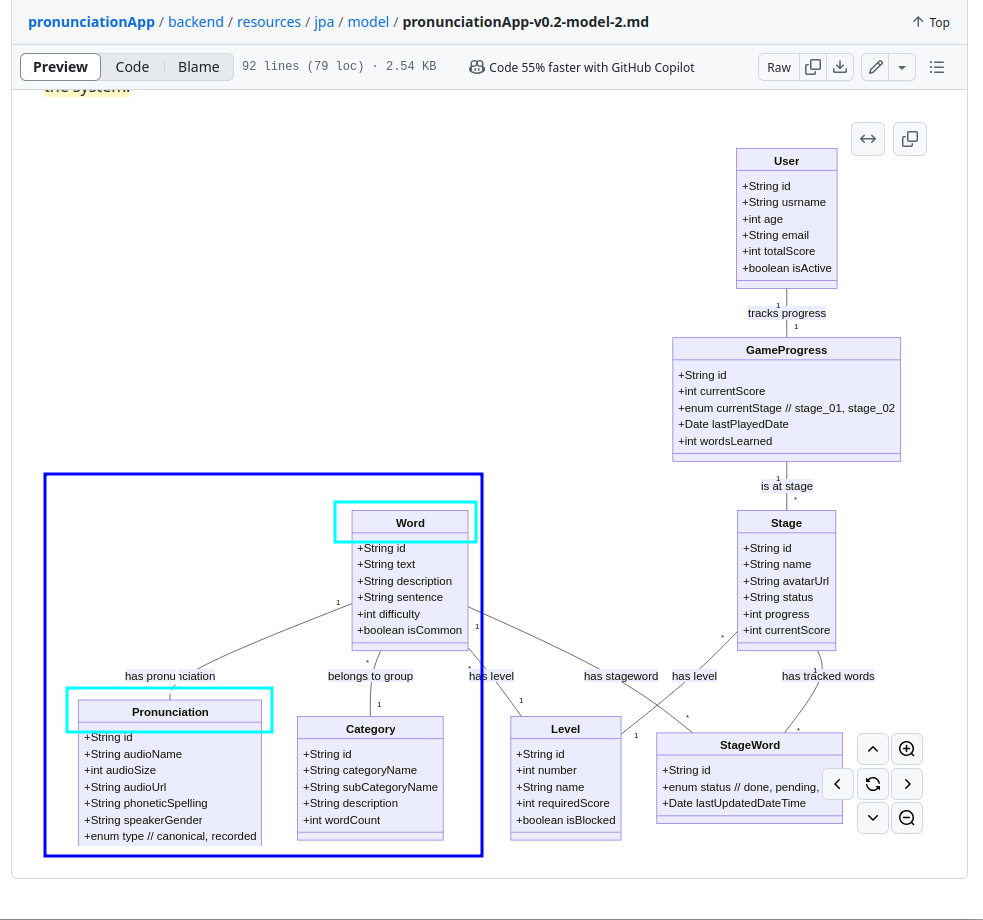 pronunciationApp / backend / resources / jpa / model / pronunciationApp-v0.2-model-2.md
Top
Preview Code Blame 92 lines (79 loc) · 2.54 KB Code 55% faster with GitHub Copilot Raw
the system.
User
+String id
+String usrname
+int age
+String email
+int totalScore
+boolean isActive
1
tracks progress
1
GameProgress
+String id
+int currentScore
+enum currentStage // stage_01, stage_02
+Date lastPlayedDate
+int wordsLearned
1
is at stage
*
Word
+String id
+String text
+String description
+String sentence
+int difficulty
+boolean isCommon
Stage
+String id
+String name
+String avatarUrl
+String status
+int progress
+int currentScore
1
1
*
*
*
1
has pronunciation
belongs to group
has level
has stageword
has level
has tracked words
1
1
*
1
*
Pronunciation
+String id
+String audioName
+int audioSize
+String audioUrl
+String phoneticSpelling
+String speakerGender
+enum type // canonical, recorded
Category
+String id
+String categoryName
+String subCategoryName
+String description
+int wordCount
Level
+String id
+int number
+String name
+int requiredScore
+boolean isBlocked
StageWord
+String id
+enum status // done, pending,
+Date lastUpdatedDateTime